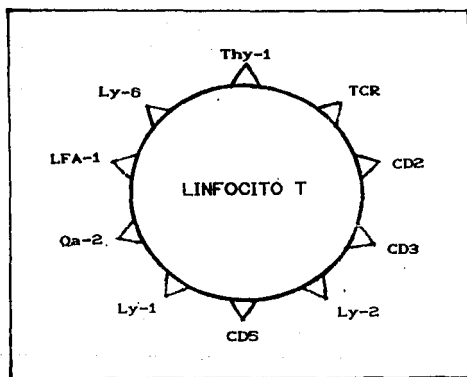 Thy-1
Ly-6
TCR
LFA-1
CD2
LINFOCITO T
Qa-2
CD3
Ly-1
Ly-2
CD5